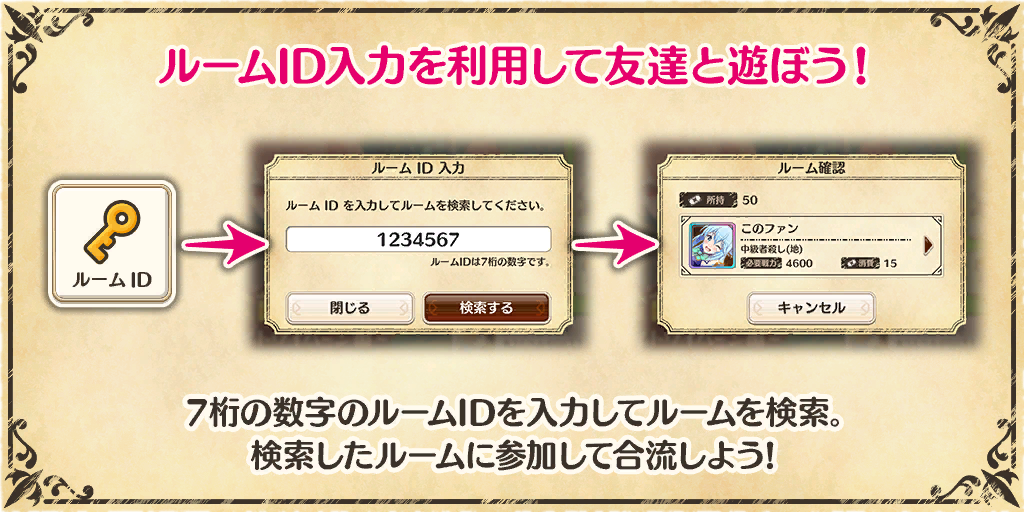 ルームID入力を利用して友達と遊ぼう!
ルーム ID
ルーム ID 入力
ルーム ID を入力してルームを検索してください。
1234567
ルームIDは7桁の数字です。
閉じる
検索する
ルーム確認
所持 50
このファン
中級者殺し(地)
必要戦力 4600 消費 15
キャンセル
7桁の数字のルームIDを入力してルームを検索。
検索したルームに参加して合流しよう!